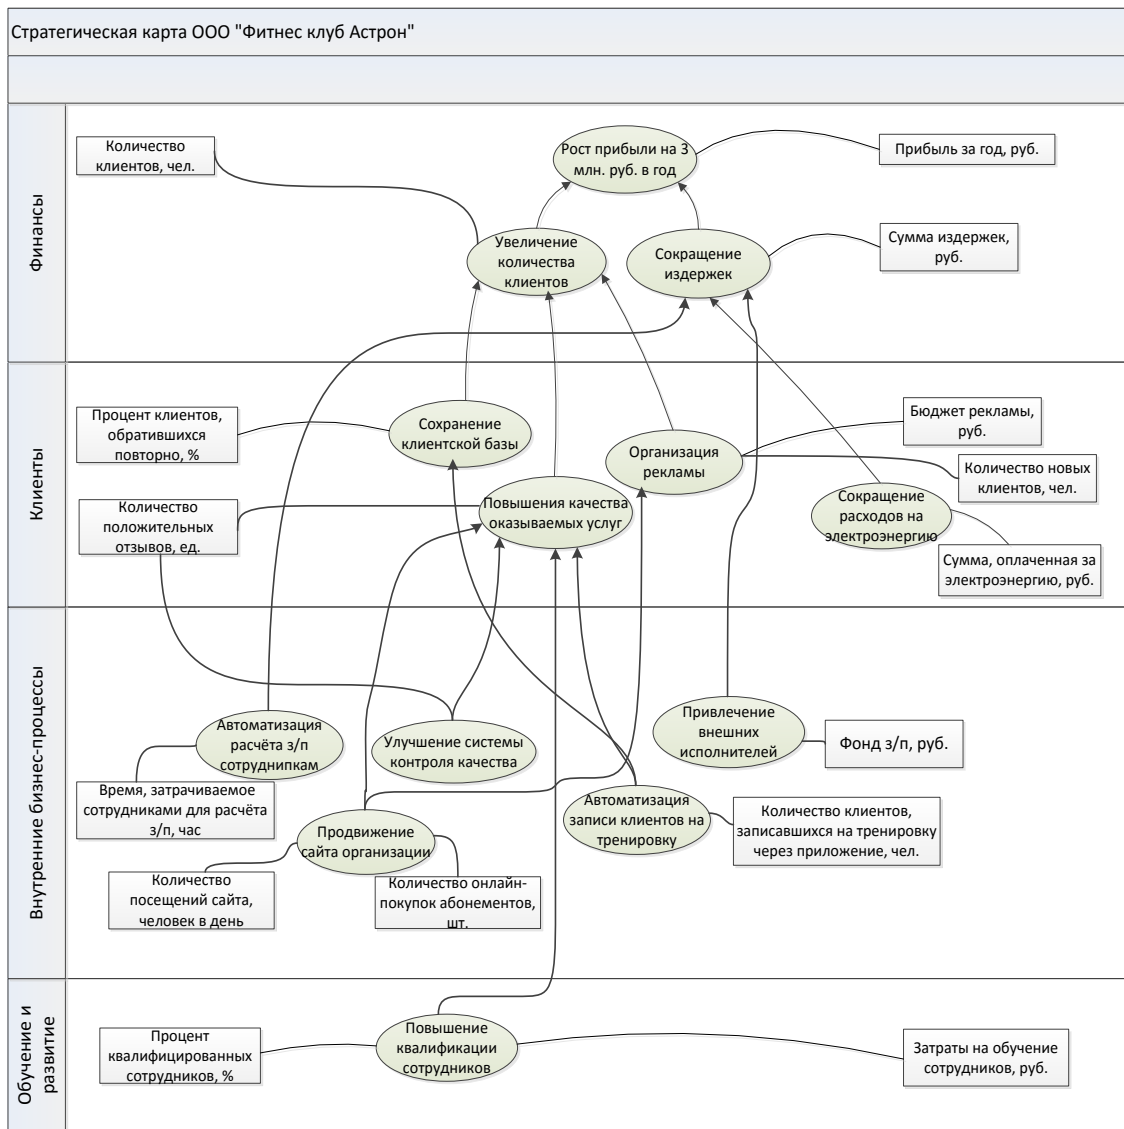 Стратегическая карта ООО "Фитнес клуб Астрон"
Финансы
Количество
клиентов, чел.
Рост прибыли на 3
млн. руб. в год
Прибыль за год, руб.
Увеличение
количества
клиентов
Сокращение
издержек
Сумма издержек,
руб.
Клиенты
Процент клиентов,
обратившихся
повторно, %
Сохранение
клиентской базы
Организация
рекламы
Бюджет рекламы,
руб.
Количество новых
клиентов, чел.
Количество
положительных
отзывов, ед.
Повышения качества
оказываемых услуг
Сокращение
расходов на
электроэнергию
Сумма, оплаченная за
электроэнергию, руб.
Внутренние бизнес-процессы
Автоматизация
расчёта з/п
сотруднипкам
Улучшение системы
контроля качества
Привлечение
внешних
исполнителей
Фонд з/п, руб.
Время, затрачиваемое
сотрудниками для расчёта
з/п, час
Продвижение
сайта организации
Автоматизация
записи клиентов на
тренировку
Количество клиентов,
записавшихся на тренировку
через приложение, чел.
Количество
посещений сайта,
человек в день
Количество онлайн-
покупок абонементов,
шт.
Обучение и
развитие
Процент
квалифицированных
сотрудников, %
Повышение
квалификации
сотрудников
Затраты на обучение
сотрудников, руб.